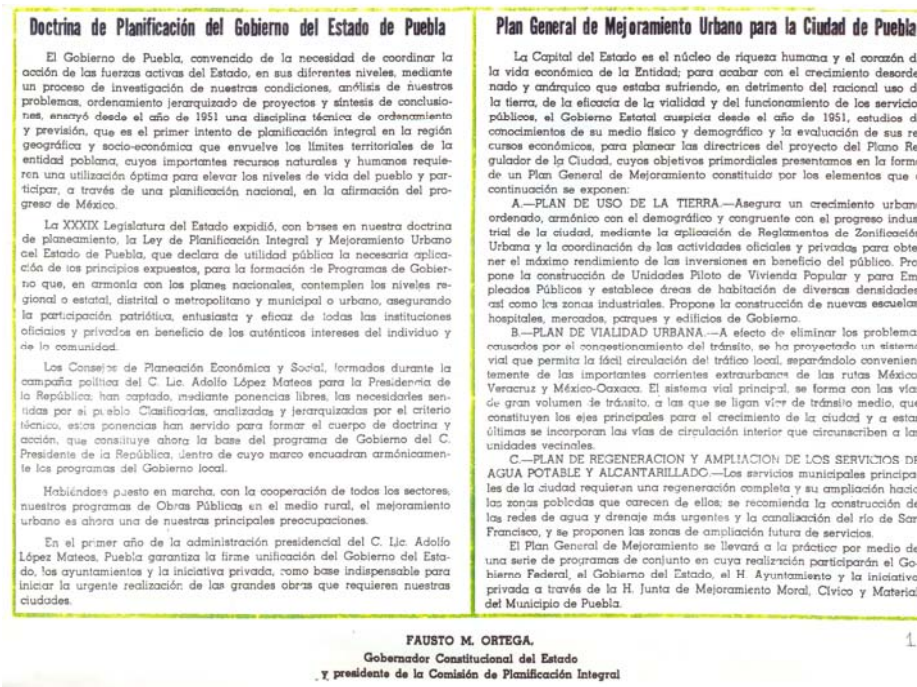 Doctrina de Planificación del Gobierno del Estado de Puebla
El Gobierno de Puebla, convencido de la necesidad de coordinar la
acción de las fuerzas activas del Estado, en sus diferentes niveles, mediante
un proceso de investigación de nuestras condiciones, análisis de nuestros
problemas, ordenamiento jerarquizado de proyectos y síntesis de conclusio-
nes, ensayó desde el año de 1951 una disciplina técnica de ordenamiento
y previsión, que es el primer intento de planificación integral en la región
geográfica y socio-económica que envuelve los límites territoriales de la
entidad poblana, cuyos importantes recursos naturales y humanos requie-
ren una utilización óptima para elevar los niveles de vida del pueblo y par-
ticipar, a través de una planificación nacional, en la afirmación del pro-
greso de México.
La XXXIX Legislatura del Estado expidió, con bases en nuestra doctrina
de planeamiento, la Ley de Planificación Integral y Mejoramiento Urbano
del Estado de Puebla, que declara de utilidad pública la necesaria aplica-
ción de los principios expuestos, para la formación de Programas de Gobier-
no que, en armonía con los planes nacionales, contemplen los niveles re-
gional o estatal, distrital o metropolitano y municipal o urbano, asegurando
la participación patriótica, entusiasta y eficaz de todas las instituciones
oficiales y privadas en beneficio de los auténticos intereses del individuo y
de la comunidad.
Los Consejos de Planeación Económica y Social, formados durante la
campaña política del C. Lic. Adolfo López Mateos para la Presidencia de
la República, han captado, mediante ponencias libres, las necesidades sen-
tidas por el pueblo Clasificadas, analizadas y jerarquizadas por el criterio
técnico, estas ponencias han servido para formar el cuerpo de doctrina y
acción, que constituye ahora la base del programa de Gobierno del C.
Presidente de la República, dentro de cuyo marco encuadran armónicamen-
te los programas del Gobierno local.
Habiéndose puesto en marcha, con la cooperación de todos los sectores,
nuestros programas de Obras Públicas en el medio rural, el mejoramiento
urbano es ahora una de nuestras principales preocupaciones.
En el primer año de la administración presidencial del C. Lic. Adolfo
López Mateos, Puebla garantiza la firme unificación del Gobierno del Esta-
do, los ayuntamientos y la iniciativa privada, como base indispensable para
iniciar la urgente realización de las grandes obras que requieren nuestras
ciudades.
Plan General de Mejoramiento Urbano para la Ciudad de Puebla
La Capital del Estado es el núcleo de riqueza humana y el corazón d
la vida económica de la Entidad; para acabar con el crecimiento desorde
nado y anárquico que estaba sufriendo, en detrimento del racional uso d
la tierra, de la eficacia de la vialidad y del funcionamiento de los servicio
públicos, el Gobierno Estatal auspicia desde el año de 1951, estudios d
conocimientos de su medio físico y demográfico y la evaluación de sus re
cursos económicos, para planear las directrices del proyecto del Plano Re
gulador de la Ciudad, cuyos objetivos primordiales presentamos en la forma
de un Plan General de Mejoramiento constituido por los elementos que a
continuación se exponen:
A.—PLAN DE USO DE LA TIERRA.—Asegura un crecimiento urbano
ordenado, armónico con el demográfico y congruente con el progreso indus
trial de la ciudad, mediante la aplicación de Reglamentos de Zonificación
Urbana y la coordinación de las actividades oficiales y privadas para obte
ner el máximo rendimiento de las inversiones en beneficio del público. Pro
pone la construcción de Unidades Piloto de Vivienda Popular y para Em
pleados Públicos y establece áreas de habitación de diversas densidades
así como las zonas industriales. Propone la construcción de nuevas escuelas
hospitales, mercados, parques y edificios de Gobierno.
B.—PLAN DE VIALIDAD URBANA.—A efecto de eliminar los problemas
causados por el congestionamiento del tránsito, se ha proyectado un sistema
vial que permita la fácil circulación del tráfico local, separándolo convenien
temente de las importantes corrientes extraurbanas de las rutas México
Veracruz y México-Oaxaca. El sistema vial principal, se forma con las vías
de gran volumen de tránsito, a las que se ligan vías de tránsito medio, que
constituyen los ejes principales para el crecimiento de la ciudad y a estas
últimas se incorporan las vías de circulación interior que circunscriben a las
unidades vecinales.
C.—PLAN DE REGENERACION Y AMPLIACION DE LOS SERVICIOS DE
AGUA POTABLE Y ALCANTARILLADO.—Los servicios municipales principa
les de la ciudad requieren una regeneración completa y su ampliación hacia
las zonas pobladas que carecen de ellos; se recomienda la construcción de
las redes de agua y drenaje más urgentes y la canalización del río de San
Francisco, y se proponen las zonas de ampliación futura de servicios.
El Plan General de Mejoramiento se llevará a la práctica por medio de
una serie de programas de conjunto en cuya realización participarán el Go-
bierno Federal, el Gobierno del Estado, el H. Ayuntamiento y la iniciativa
privada a través de la H. Junta de Mejoramiento Moral, Cívico y Material
del Municipio de Puebla.
FAUSTO M. ORTEGA.
Gobernador Constitucional del Estado
y presidente de la Comisión de Planificación Integral
1